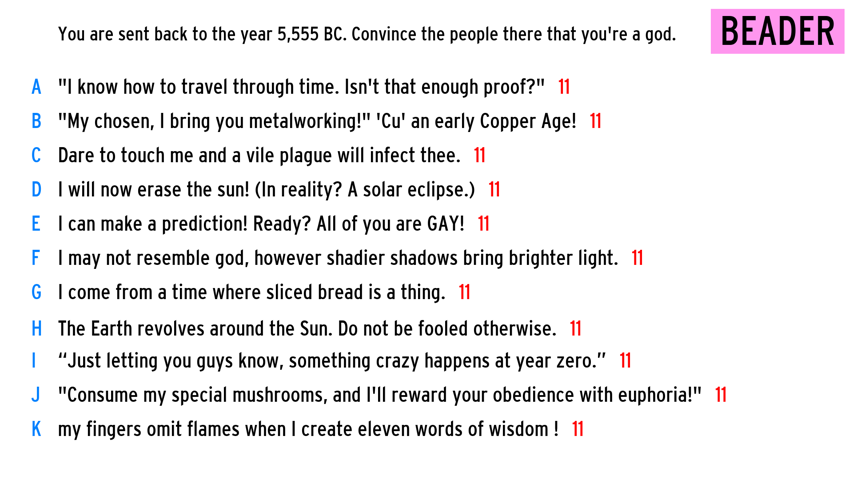 You are sent back to the year 5,555 BC. Convince the people there that you're a god.
BEADER
A "I know how to travel through time. Isn't that enough proof?" 11
B "My chosen, I bring you metalworking!" 'Cu' an early Copper Age! 11
C Dare to touch me and a vile plague will infect thee. 11
D I will now erase the sun! (In reality? A solar eclipse.) 11
E I can make a prediction! Ready? All of you are GAY! 11
F I may not resemble god, however shadier shadows bring brighter light. 11
G I come from a time where sliced bread is a thing. 11
H The Earth revolves around the Sun. Do not be fooled otherwise. 11
I “Just letting you guys know, something crazy happens at year zero.” 11
J "Consume my special mushrooms, and I'll reward your obedience with euphoria!" 11
K my fingers omit flames when I create eleven words of wisdom ! 11